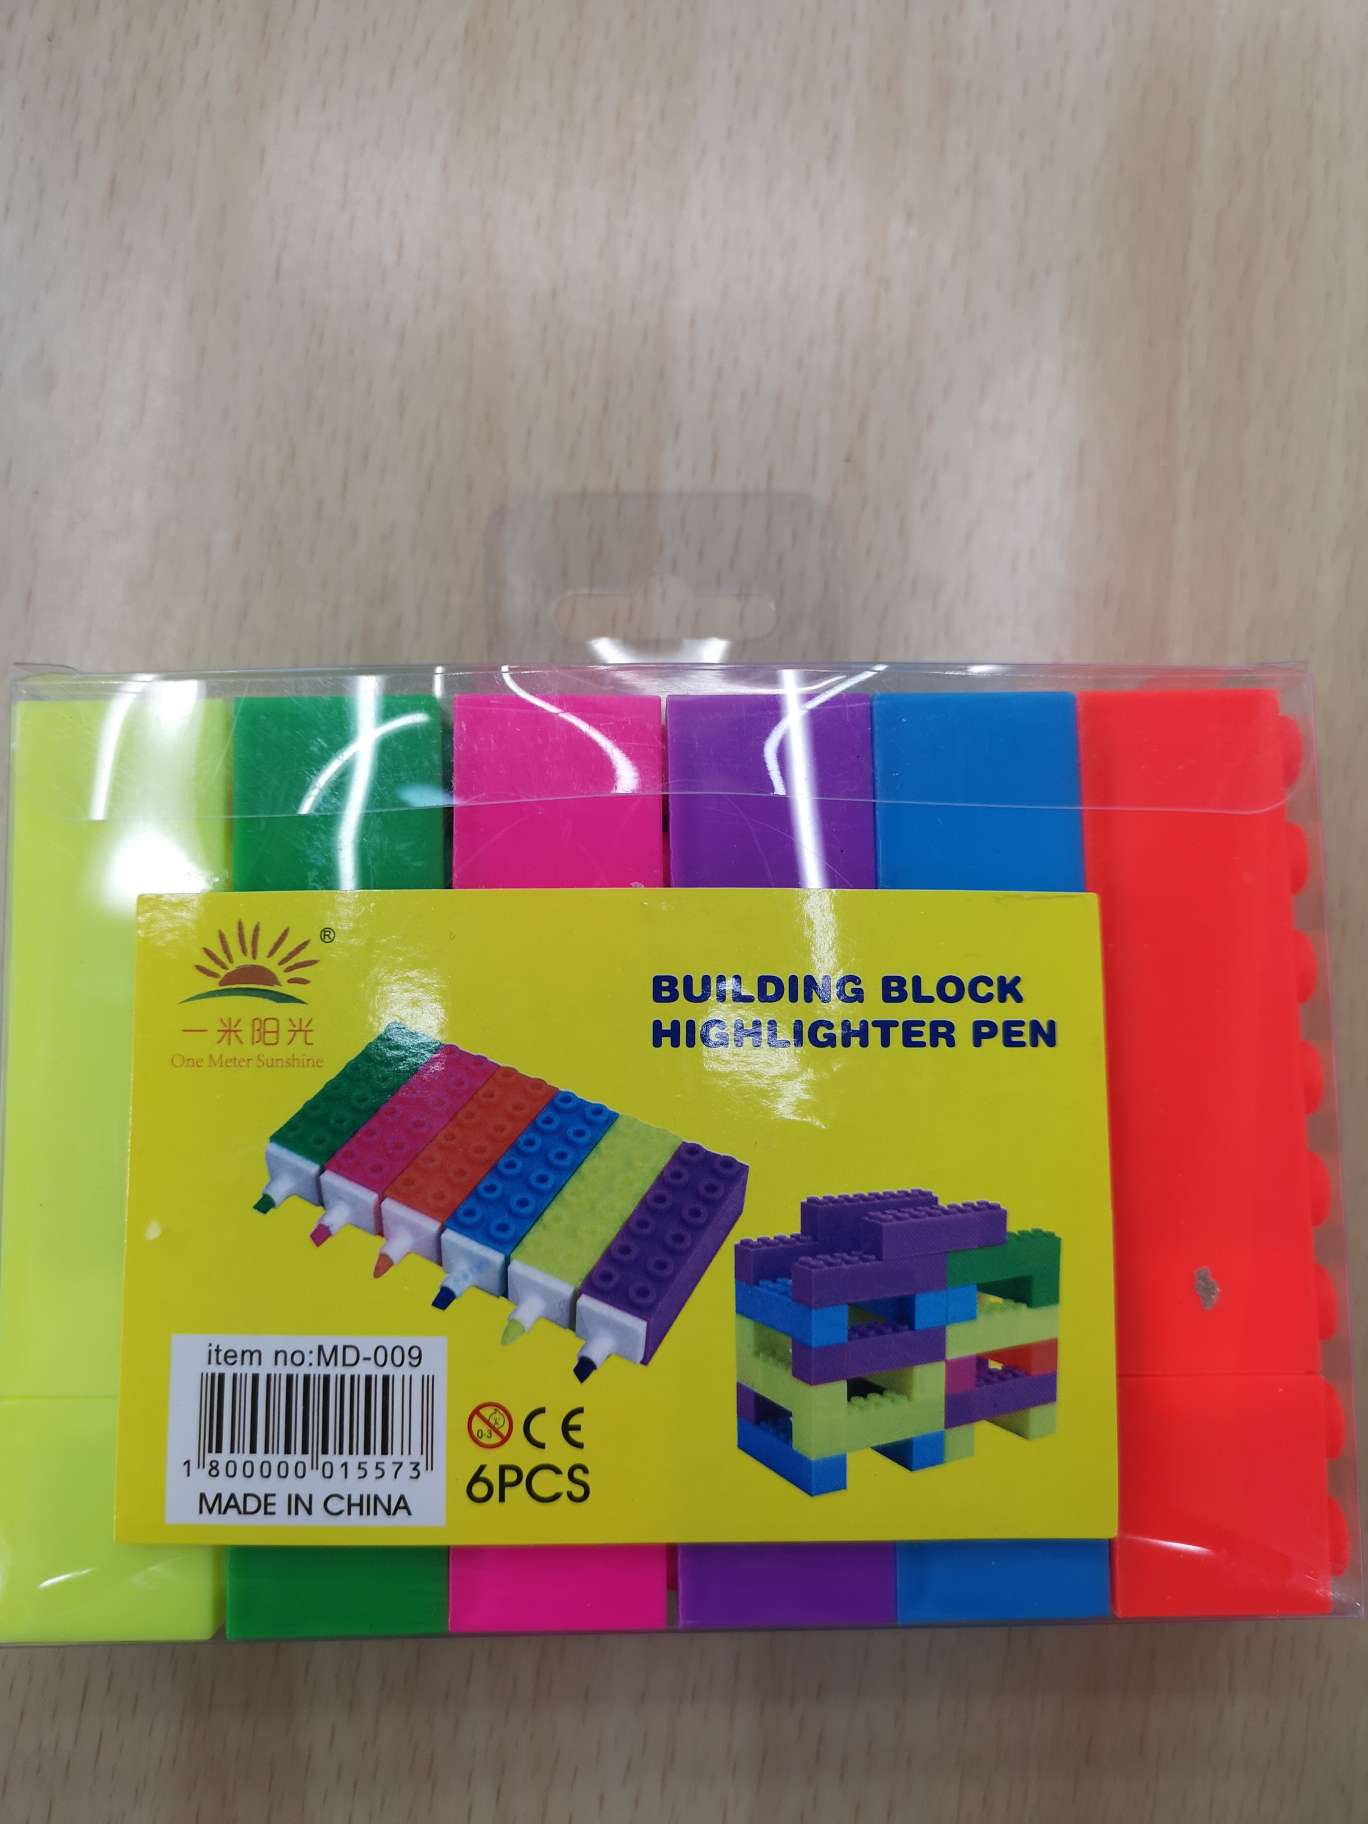 ®
一米阳光
One Meter Sunshine
BUILDING BLOCK
HIGHLIGHTER PEN
item no:MD-009
1 800000 015573
MADE IN CHINA
0-3
CE
6PCS